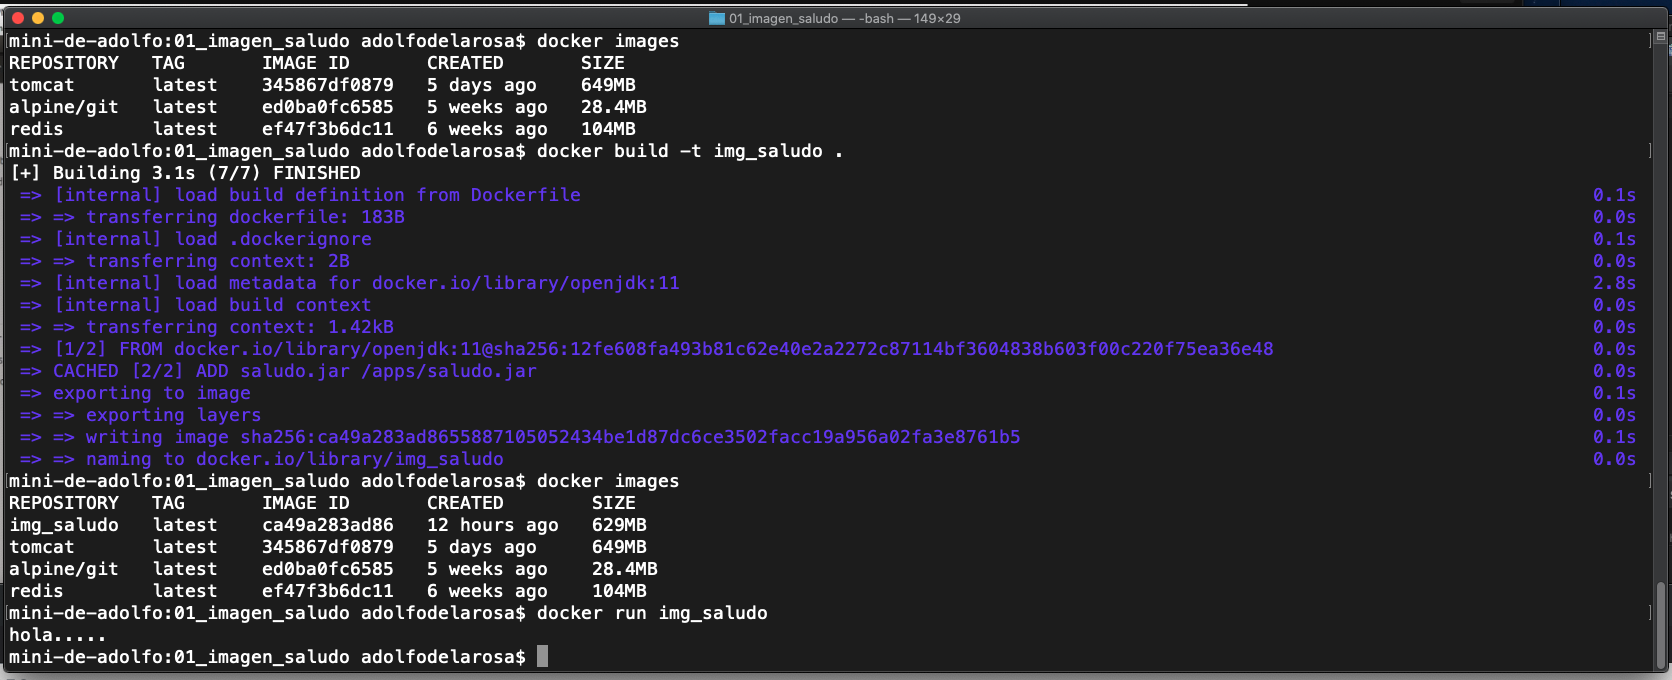 01_imagen_saludo — -bash — 149×29
mini-de-adolfo:01_imagen_saludo adolfodelarosa$ docker images
REPOSITORY   TAG       IMAGE ID       CREATED       SIZE
tomcat       latest    345867df0879   5 days ago    649MB
alpine/git   latest    ed0ba0fc6585   5 weeks ago   28.4MB
redis        latest    ef47f3b6dc11   6 weeks ago   104MB
mini-de-adolfo:01_imagen_saludo adolfodelarosa$ docker build -t img_saludo .
[+] Building 3.1s (7/7) FINISHED
=> [internal] load build definition from Dockerfile 0.1s
=> => transferring dockerfile: 183B 0.0s
=> [internal] load .dockerignore 0.1s
=> => transferring context: 2B 0.0s
=> [internal] load metadata for docker.io/library/openjdk:11 2.8s
=> [internal] load build context 0.0s
=> => transferring context: 1.42kB 0.0s
=> [1/2] FROM docker.io/library/openjdk:11@sha256:12fe608fa493b81c62e40e2a2272c87114bf3604838b603f00c220f75ea36e48 0.0s
=> CACHED [2/2] ADD saludo.jar /apps/saludo.jar 0.0s
=> exporting to image 0.1s
=> => exporting layers 0.0s
=> => writing image sha256:ca49a283ad8655887105052434be1d87dc6ce3502facc19a956a02fa3e8761b5 0.1s
=> => naming to docker.io/library/img_saludo 0.0s
mini-de-adolfo:01_imagen_saludo adolfodelarosa$ docker images
REPOSITORY   TAG       IMAGE ID       CREATED        SIZE
img_saludo   latest    ca49a283ad86   12 hours ago   629MB
tomcat       latest    345867df0879   5 days ago     649MB
alpine/git   latest    ed0ba0fc6585   5 weeks ago    28.4MB
redis        latest    ef47f3b6dc11   6 weeks ago    104MB
mini-de-adolfo:01_imagen_saludo adolfodelarosa$ docker run img_saludo
hola.....
mini-de-adolfo:01_imagen_saludo adolfodelarosa$